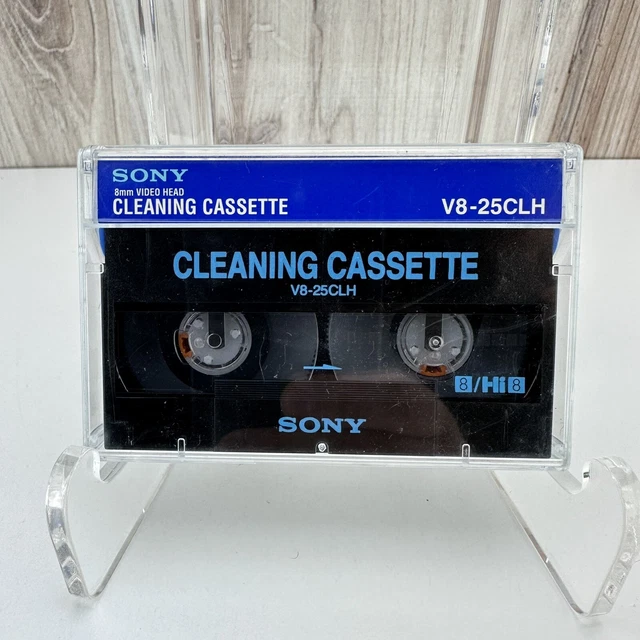 SONY
8mm VIDEO HEAD
CLEANING CASSETTE V8-25CLH
CLEANING CASSETTE
V8-25CLH
8/Hi8
SONY